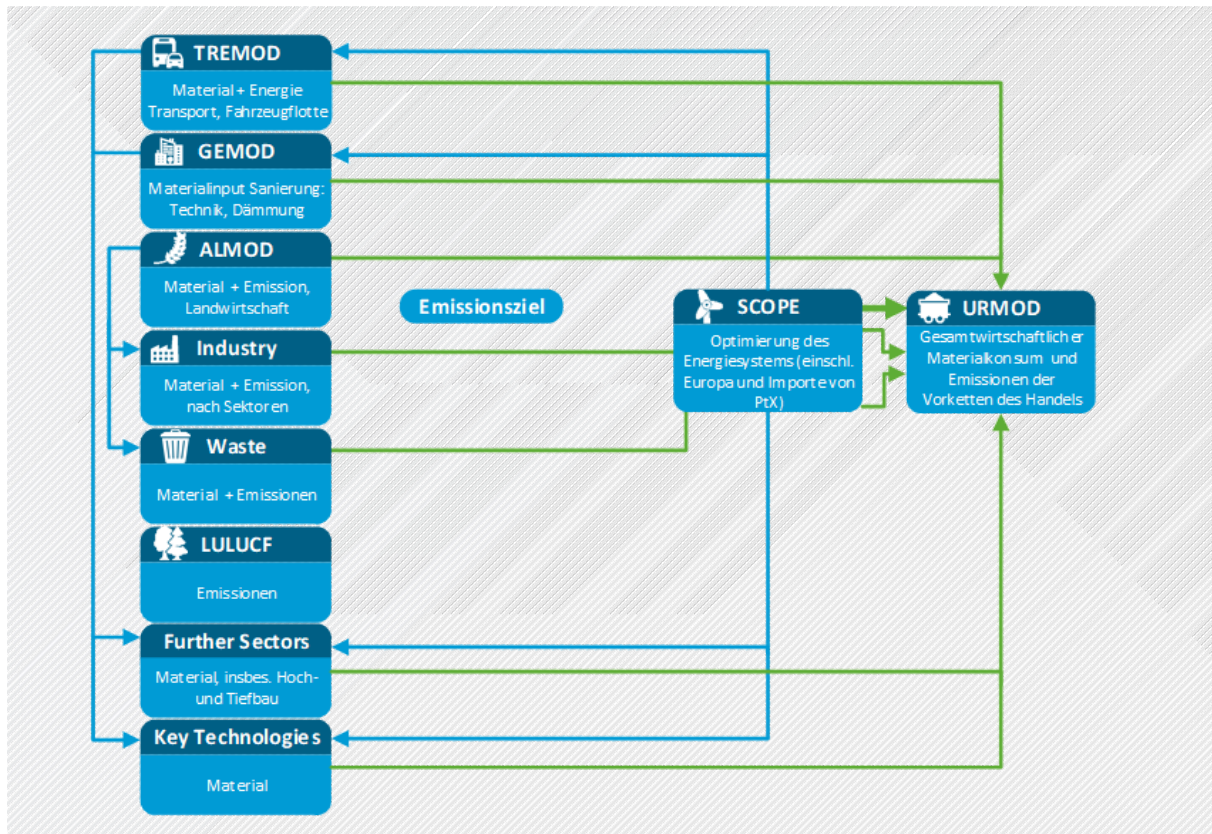 TREMOD
Material + Energie
Transport, Fahrzeugflotte
GEMOD
Materialinput Sanierung:
Technik, Dämmung
ALMOD
Material + Emission,
Landwirtschaft
Industry
Material + Emission,
nach Sektoren
Waste
Material + Emissionen
LULUCF
Emissionen
Further Sectors
Material, insbes. Hoch-
und Tiefbau
Key Technologies
Material
Emissionsziel
SCOPE
Optimierung des
Energiesystems (einschl.
Europa und Importe von
PtX)
URMOD
Gesamtwirtschaftlicher
Materialkonsum und
Emissionen der
Vorketten des Handels